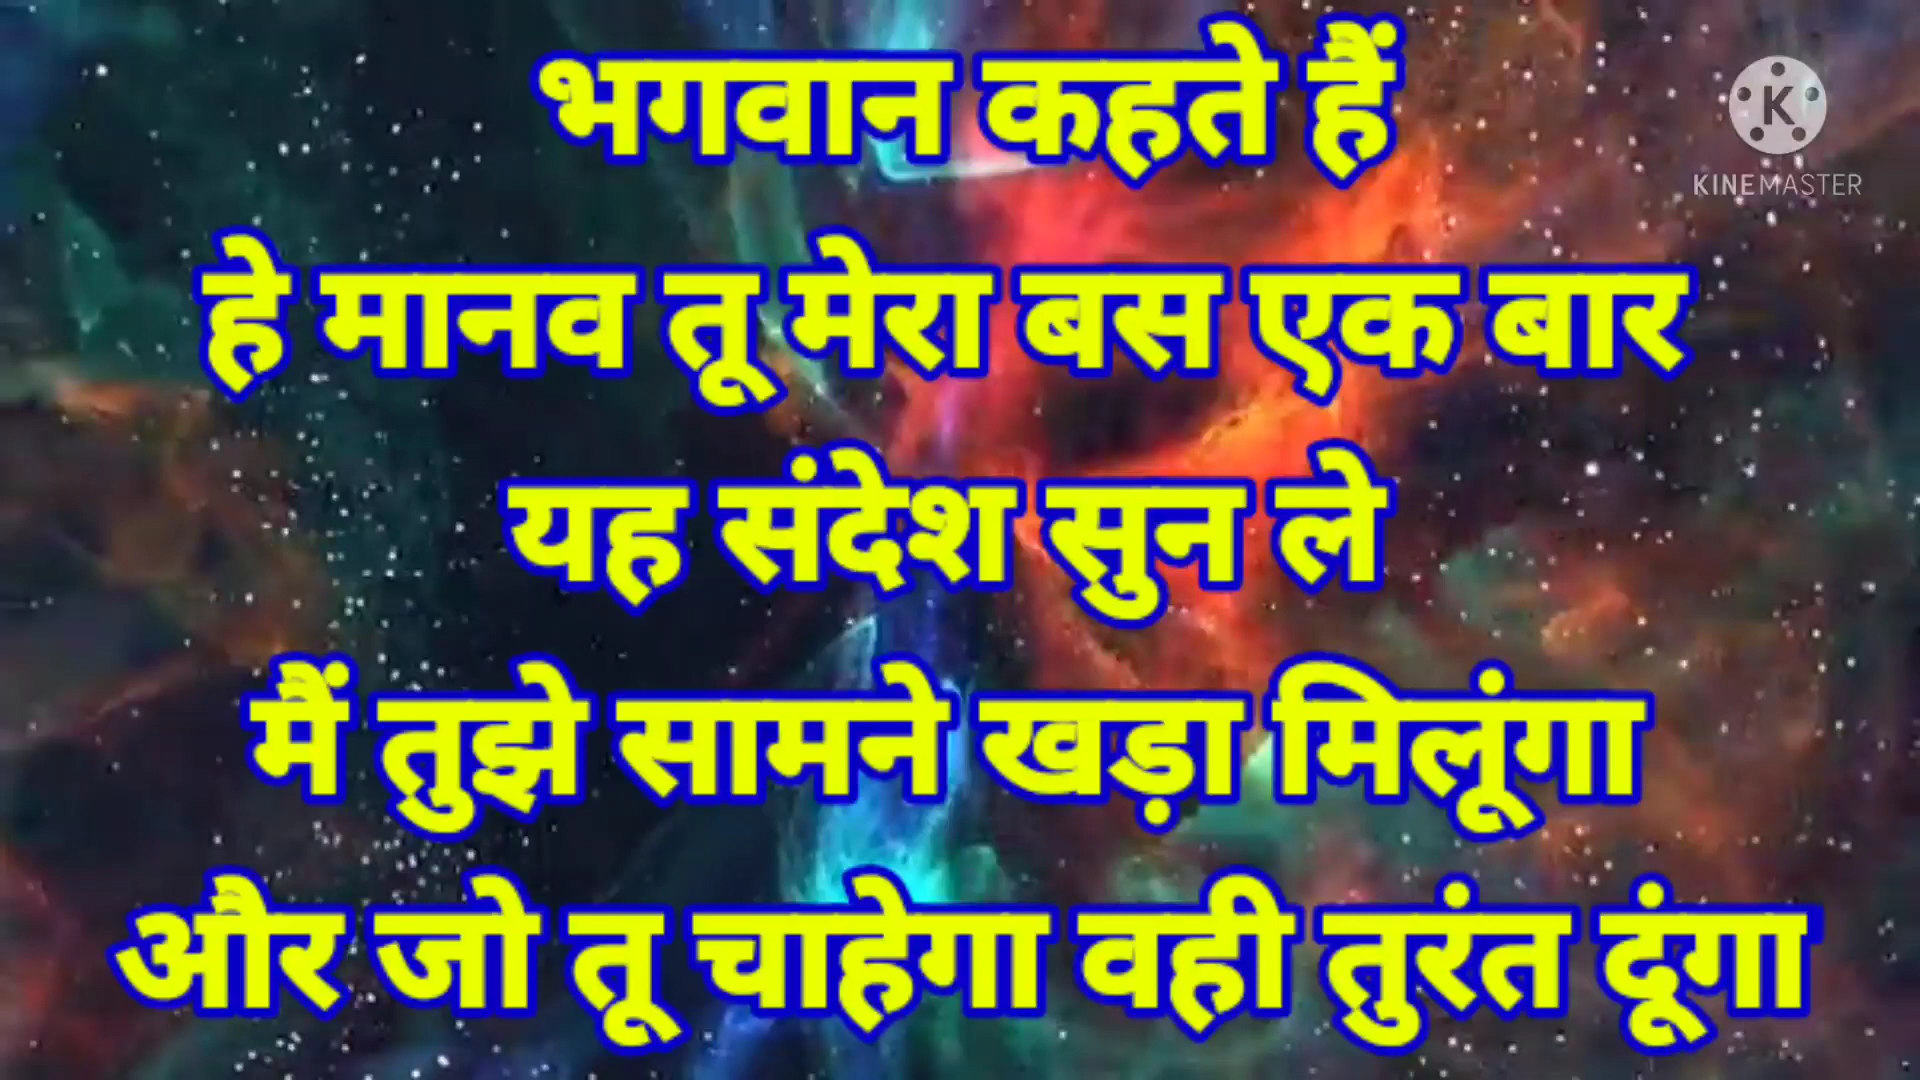 भगवान कहते हैं
KINEMASTER
हे मानव तू मेरा बस एक बार
यह संदेश सुन ले
मैं तुझे सामने खड़ा मिलूंगा
और जो तू चाहेगा वही तुरंत दूंगा